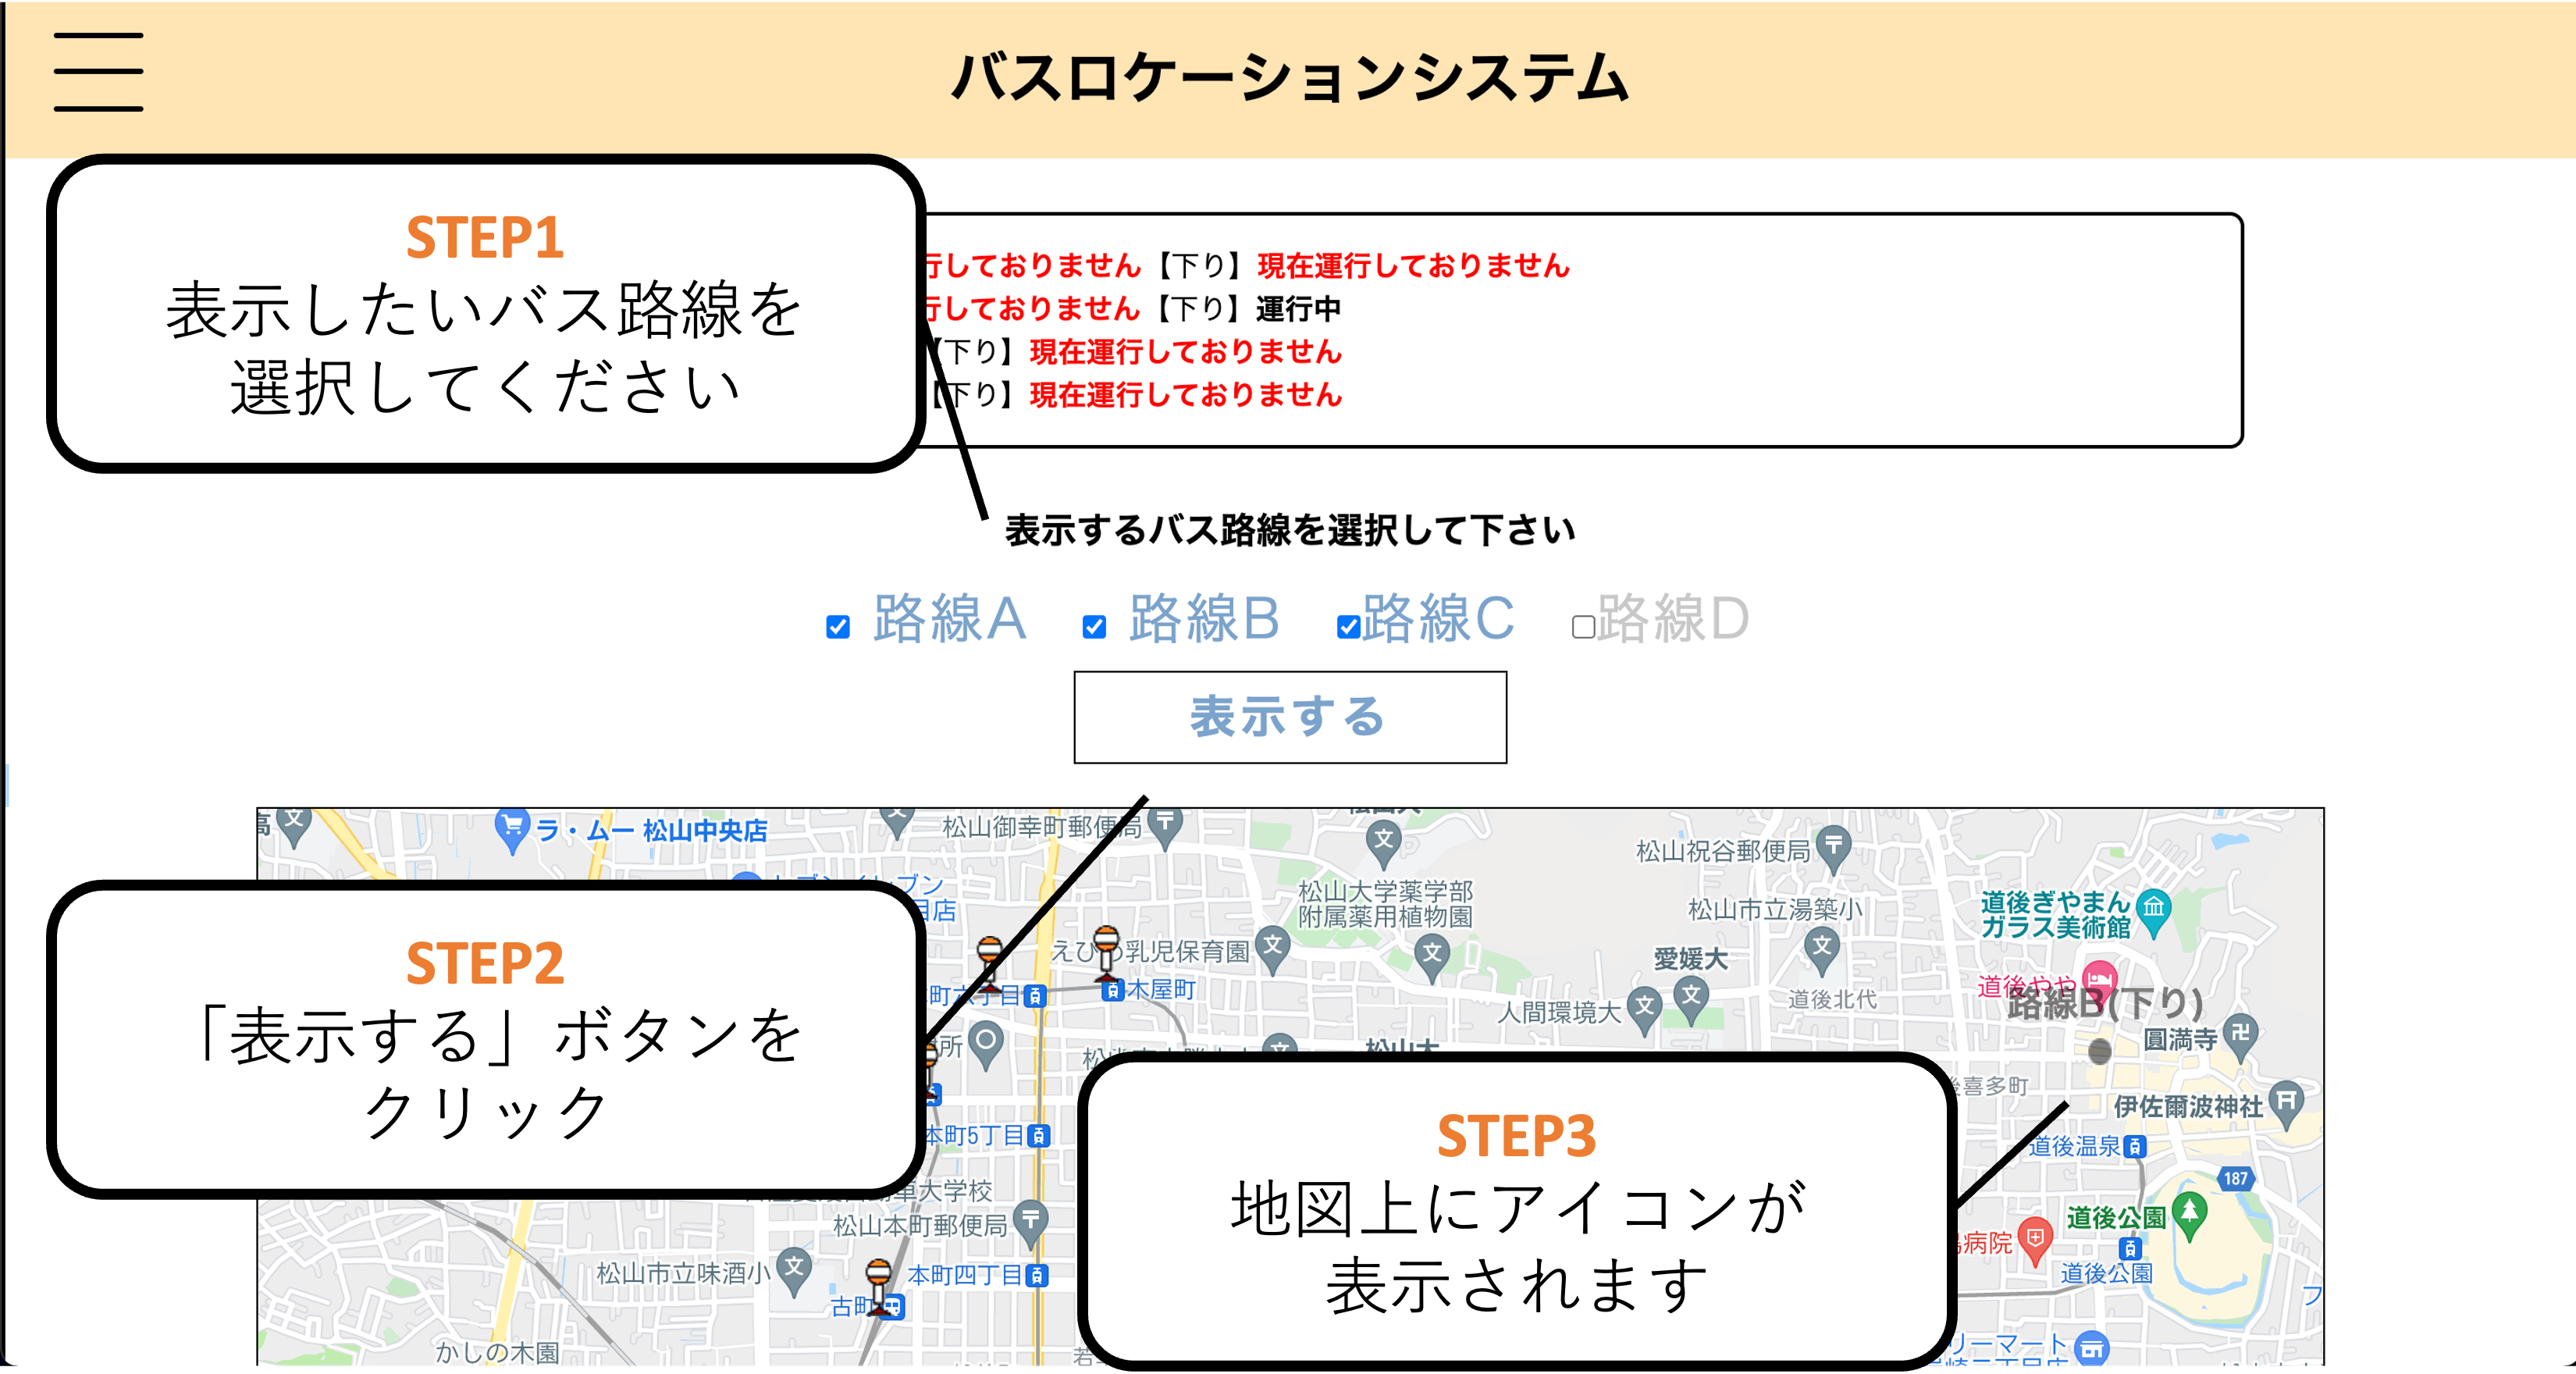 バスロケーションシステム
STEP1
表示したいバス路線を
選択してください
行しておりません【下り】現在運行しておりません
行しておりません【下り】運行中
【下り】現在運行しておりません
【下り】現在運行しておりません
表示するバス路線を選択して下さい
路線A 路線B 路線C 路線D
表示する
高
ラ・ムー 松山中央店
松山御幸町郵便局
松山祝谷郵便局
松山大学薬学部
附属薬用植物園
松山市立湯築小
道後ぎやまん
ガラス美術館
目店
乳児保育園
愛媛大
木屋町
人間環境大
道後北代
道後やや
路線B(下り)
圓満寺
STEP2
「表示する」ボタンを
クリック
所
松山大
喜多町
伊佐爾波神社
本町5丁目
道後温泉
187
STEP3
地図上にアイコンが
表示されます
大学校
松山本町郵便局
道後公園
病院
松山市立味酒小
本町四丁目
道後公園
古町
フ
かしの木園
リーマート